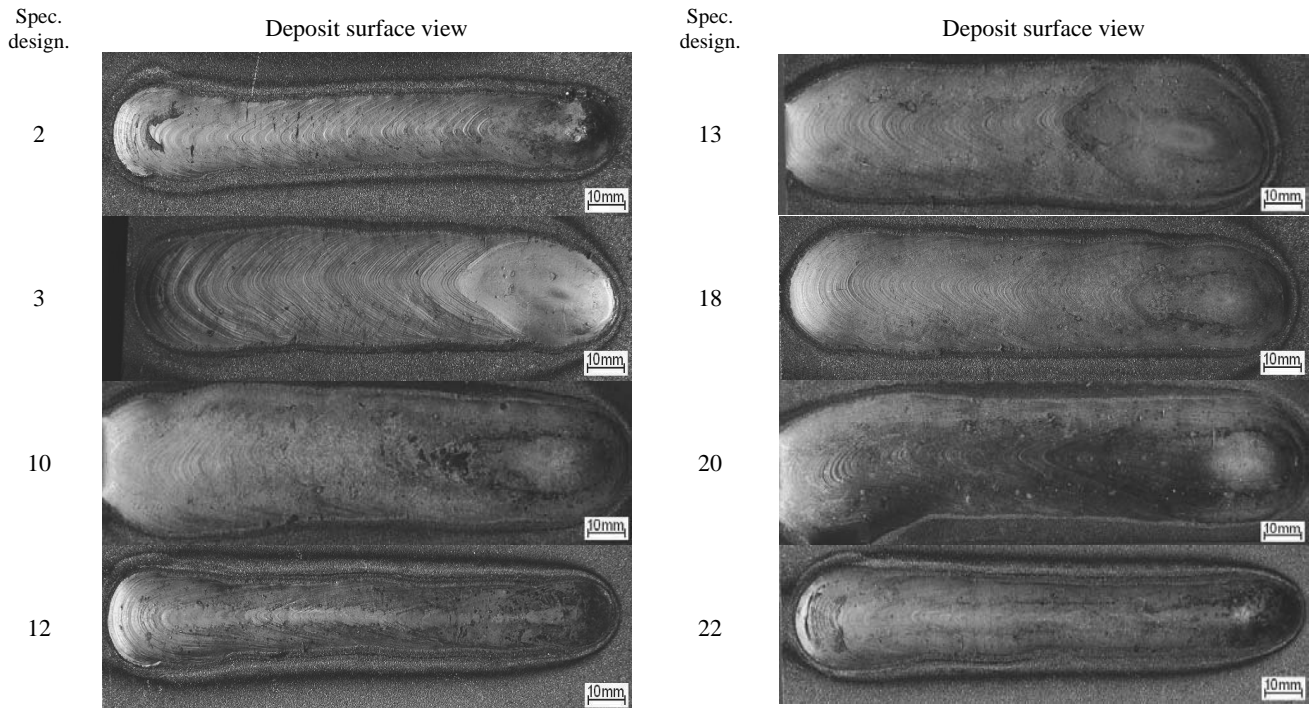 Spec.
design.
Deposit surface view
2
10mm
3
10mm
10
10mm
12
10mm
Spec.
design.
Deposit surface view
13
10mm
18
10mm
20
10mm
22
10mm